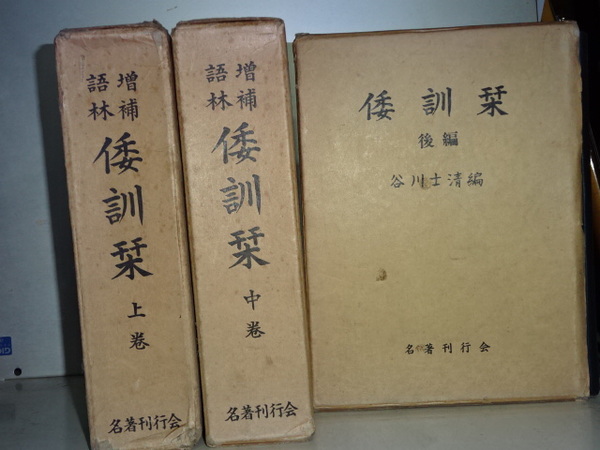 増補
語林
倭訓栞
上巻
名著刊行会
増補
語林
倭訓栞
中巻
名著刊行会
倭訓栞
後編
谷川士清編
名著刊行会